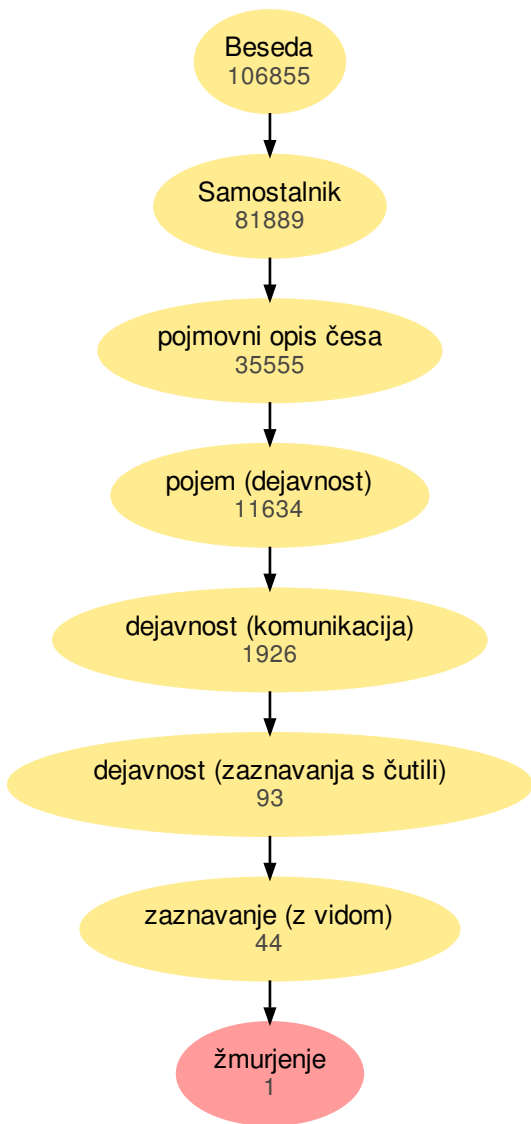 Beseda
106855
Samostalnik
81889
pojmovni opis česa
35555
pojem (dejavnost)
11634
dejavnost (komunikacija)
1926
dejavnost (zaznavanja s čutili)
93
zaznavanje (z vidom)
44
žmurjenje
1